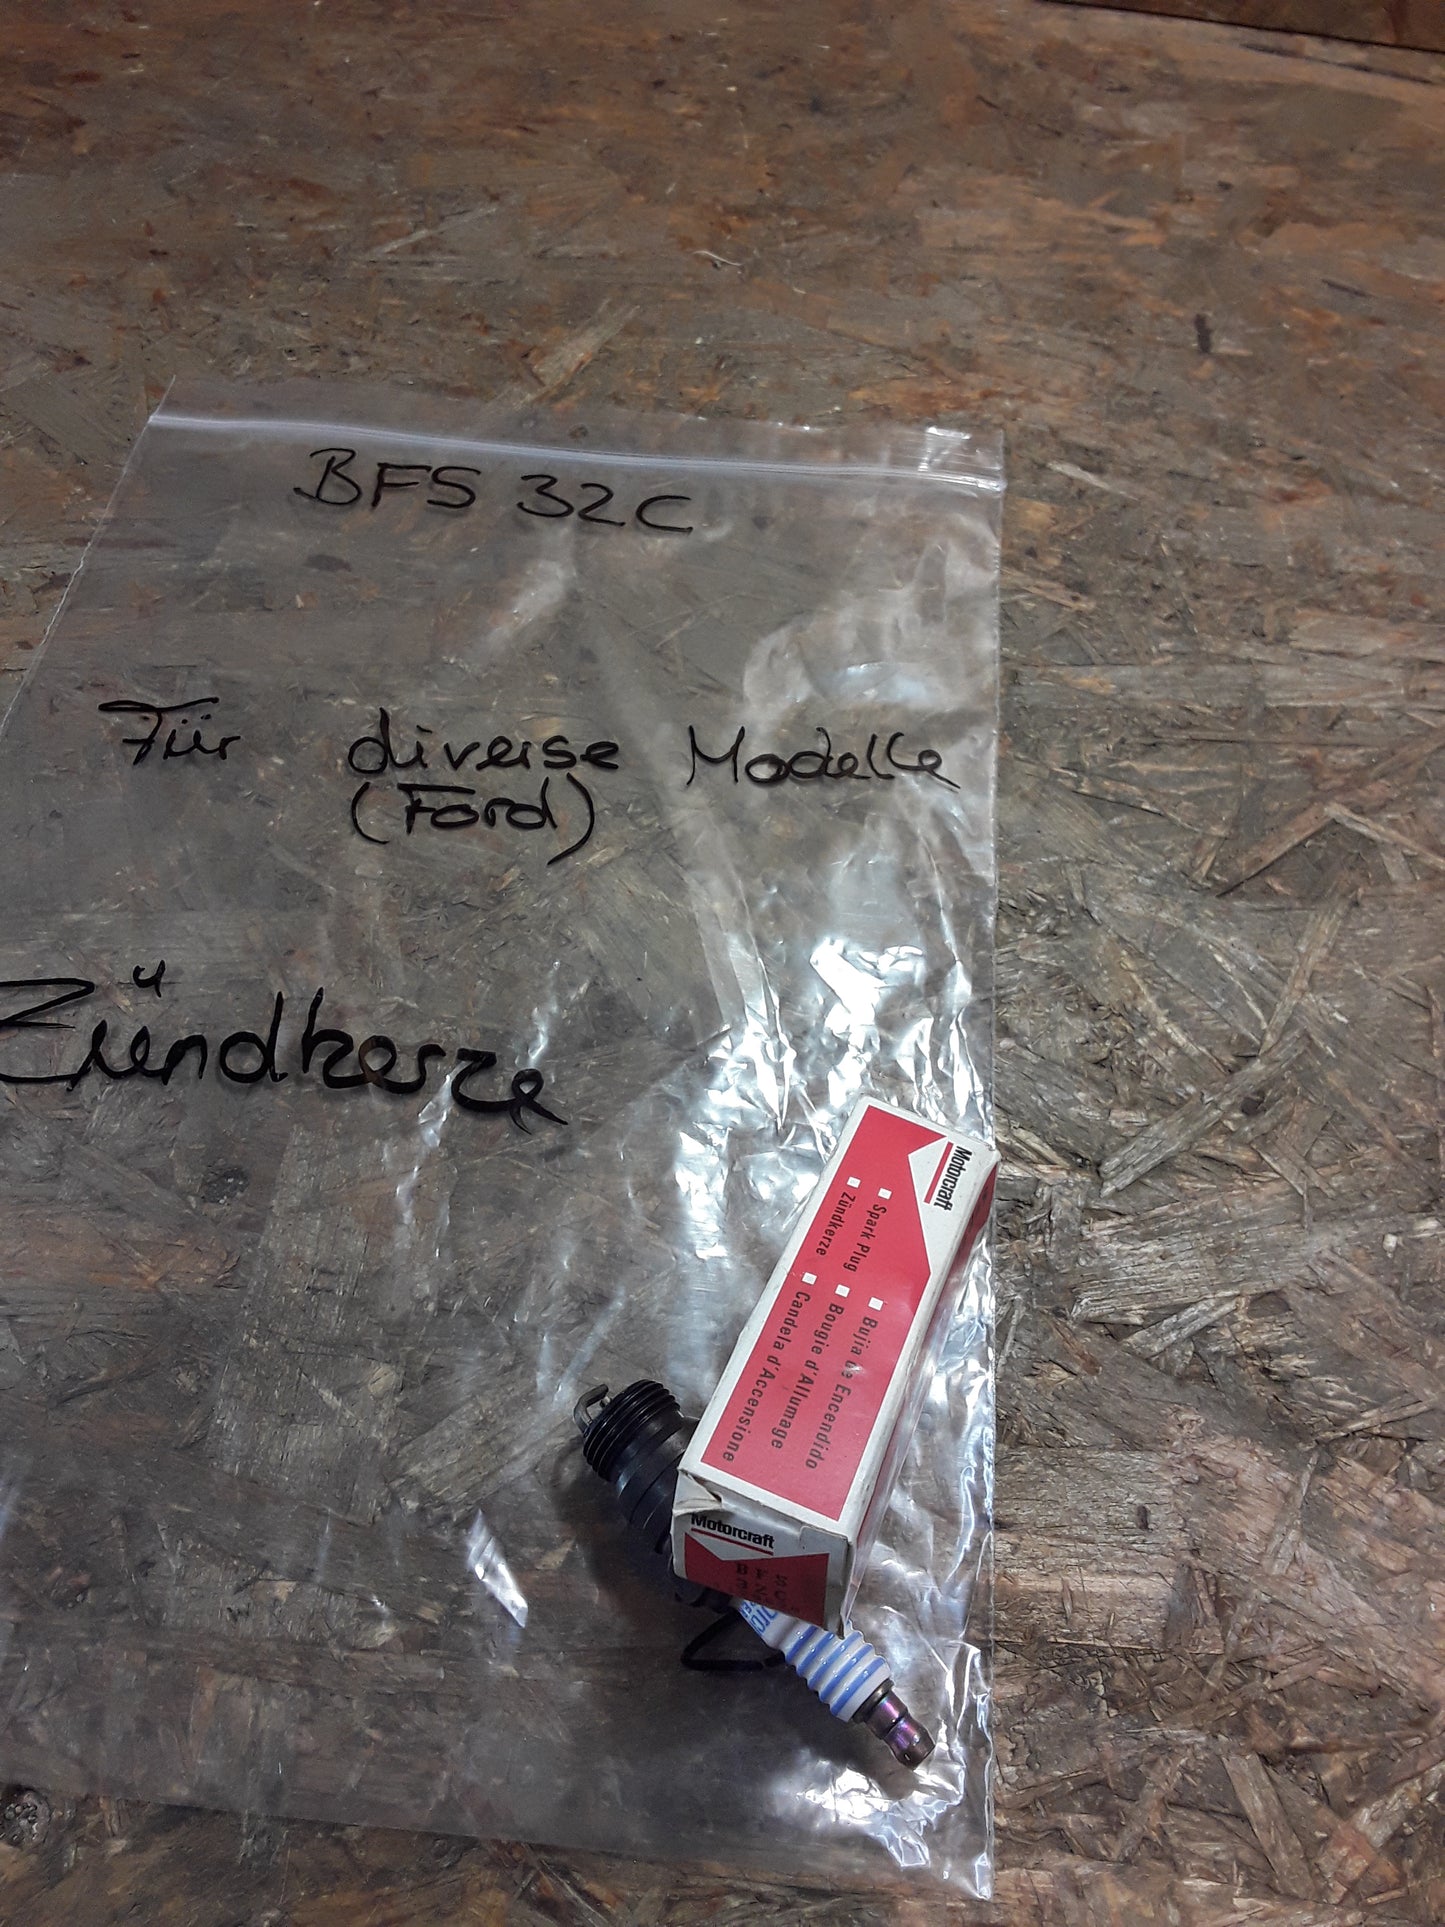 BFS 32C
Für diverse Modelle
(Ford)
Zündkerze
Motorcraft
Spark Plug
Zündkerze
Bujia de Encendido
Bougie d'Allumage
Candela d'Accensione
Motorcraft